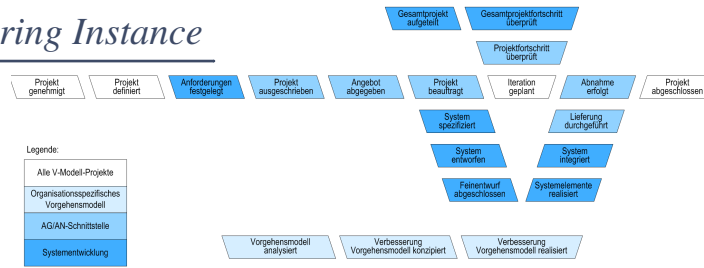 ring Instance
Gesamtprojekt
aufgeteilt
Gesamtprojektfortschritt
überprüft
Projektfortschritt
überprüft
Projekt
genehmigt
Projekt
definiert
Anforderungen
festgelegt
Projekt
ausgeschrieben
Angebot
abgegeben
Projekt
beauftragt
Iteration
geplant
Abnahme
erfolgt
Projekt
abgeschlossen
System
spezifiziert
Lieferung
durchgeführt
System
entworfen
System
integriert
Feinentwurf
abgeschlossen
Systemelemente
realisiert
Legende:
Alle V-Modell-Projekte
Organisationsspezifisches
Vorgehensmodell
AG/AN-Schnittstelle
Systementwicklung
Vorgehensmodell
analysiert
Verbesserung
Vorgehensmodell konzipiert
Verbesserung
Vorgehensmodell realisiert